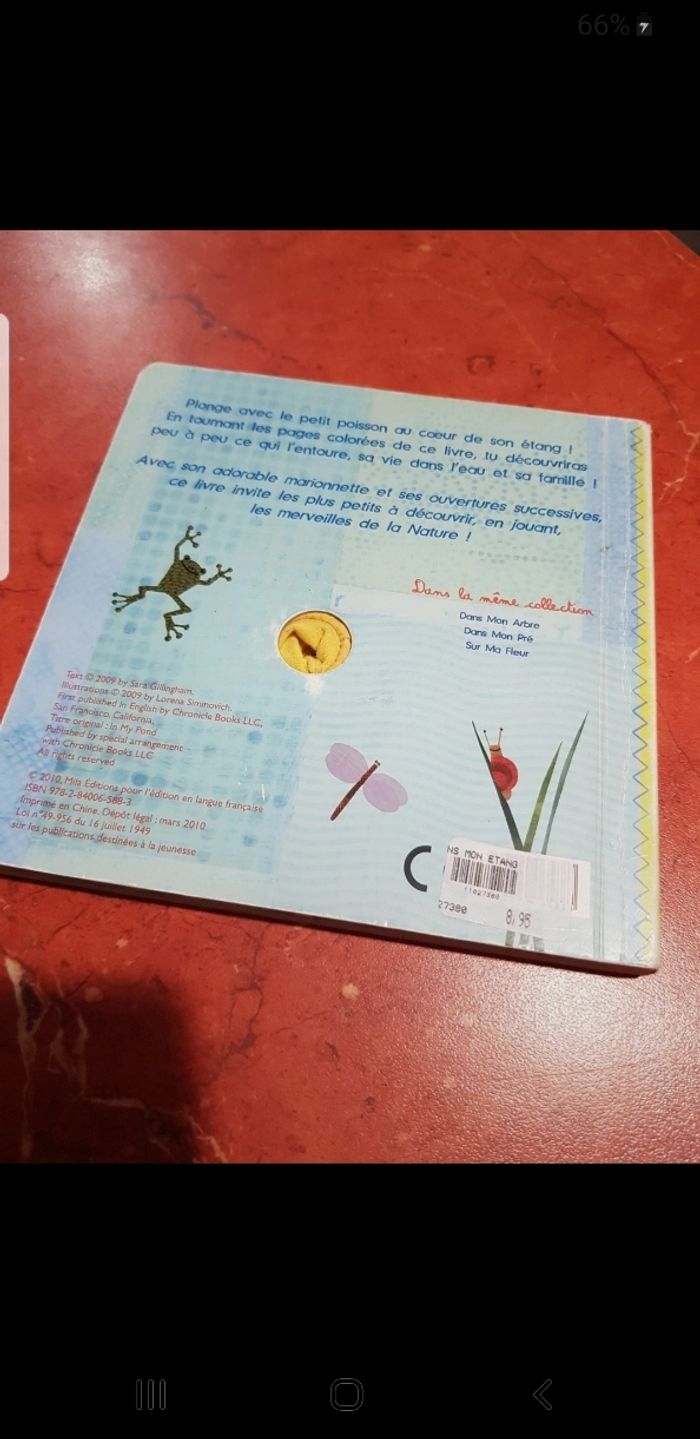 66%
Plonge avec le petit poisson au cœur de son étang !
En tournant les pages colorées de ce livre, tu découvriras
peu à peu ce qui l'entoure, sa vie dans l'eau et sa famille !
Avec son adorable marionnette et ses ouvertures successives,
ce livre invite les plus petits à découvrir, en jouant,
les merveilles de la Nature !
Dans la même collection
Dans Mon Arbre
Dans Mon Pré
Sur Ma Fleur
Text © 2009 by Sara Gillingham.
Illustrations © 2009 by Lorena Siminovich.
First published in English by Chronicle Books LLC,
San Francisco, California,
Titre original : In My Pond
Published by special arrangement
with Chronicle Books LLC
All rights reserved
© 2010, Mila Éditions pour l'édition en langue française
ISBN 978-2-84006-588-3
Imprimé en Chine. Dépôt légal : mars 2010
Loi n°49.956 du 16 juillet 1949
sur les publications destinées à la jeunesse
NS MON ETANG
11027380
27380
8,95